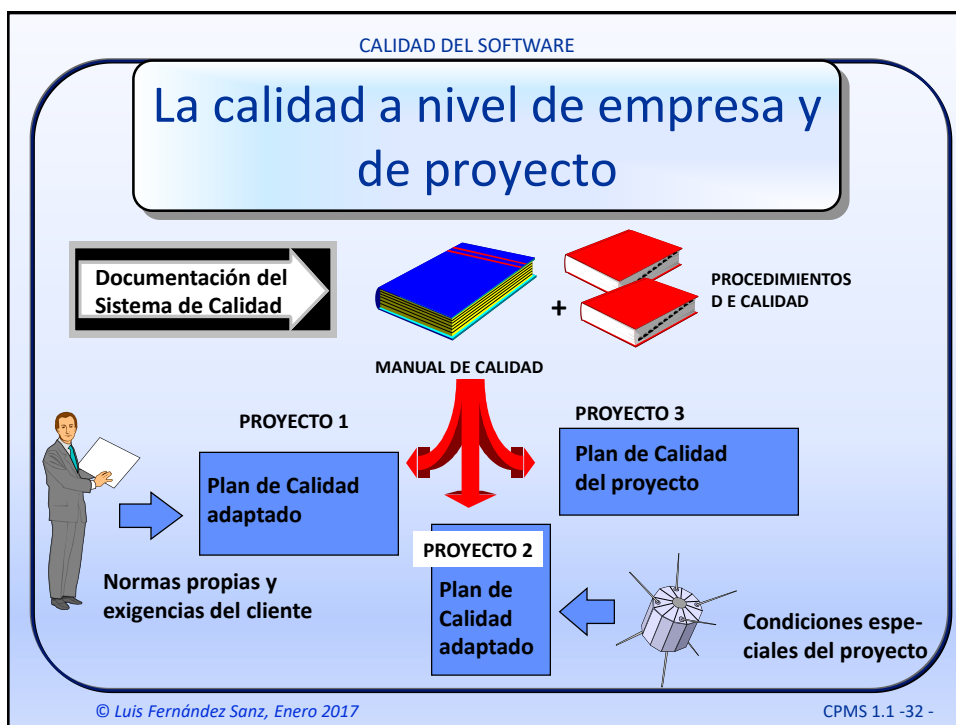 CALIDAD DEL SOFTWARE
La calidad a nivel de empresa y
de proyecto
Documentación del
Sistema de Calidad
+
PROCEDIMIENTOS
D E CALIDAD
MANUAL DE CALIDAD
PROYECTO 1
Plan de Calidad
adaptado
Normas propias y
exigencias del cliente
PROYECTO 2
Plan de
Calidad
adaptado
PROYECTO 3
Plan de Calidad
del proyecto
Condiciones espe-
ciales del proyecto
© Luis Fernández Sanz, Enero 2017
CPMS 1.1 -32 -